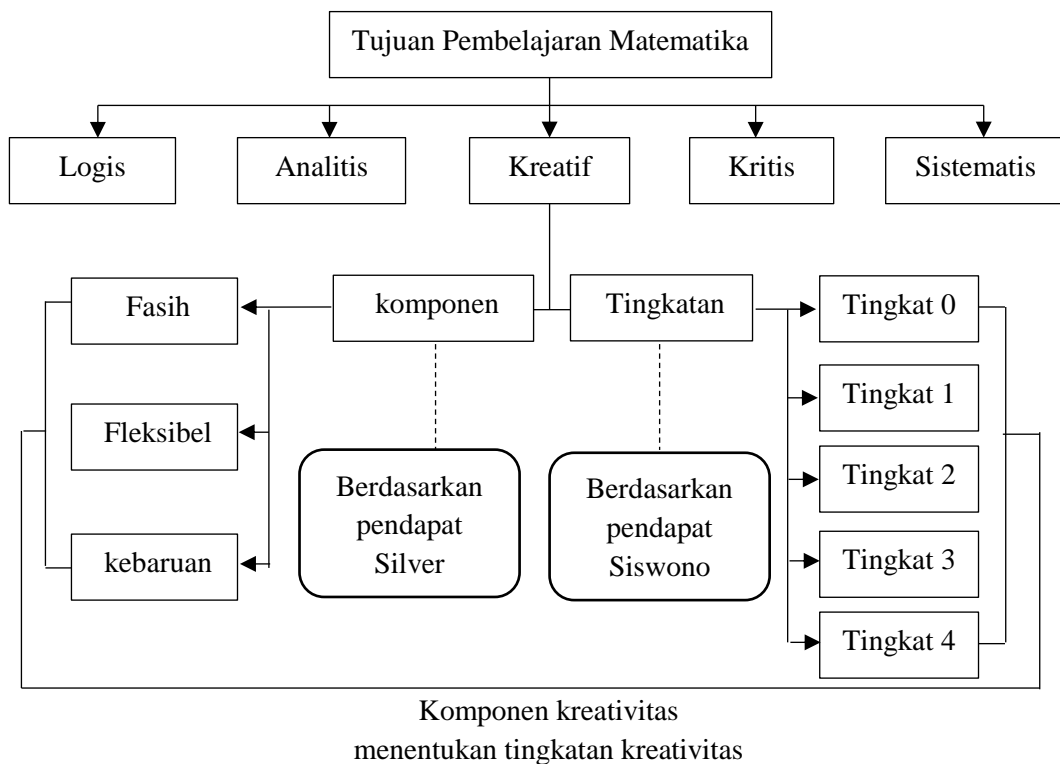 Tujuan Pembelajaran Matematika
Logis
Analitis
Kreatif
Kritis
Sistematis
Fasih
komponen
Tingkatan
Tingkat 0
Tingkat 1
Fleksibel
Tingkat 2
Berdasarkan
pendapat
Silver
Berdasarkan
pendapat
Siswono
kebaruan
Tingkat 3
Tingkat 4
Komponen kreativitas
menentukan tingkatan kreativitas